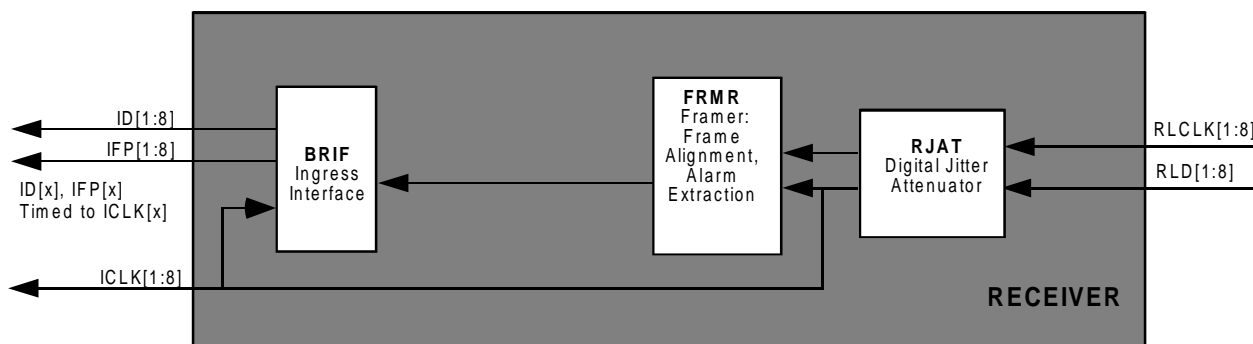 ID[1:8]
IFP[1:8]
ID[x], IFP[x]
Timed to ICLK[x]
ICLK[1:8]
BRIF
Ingress
Interface
FRMR
Framer:
Frame
Alignment,
Alarm
Extraction
RJAT
Digital Jitter
Attenuator
RLCLK[1:8]
RLD[1:8]
RECEIVER